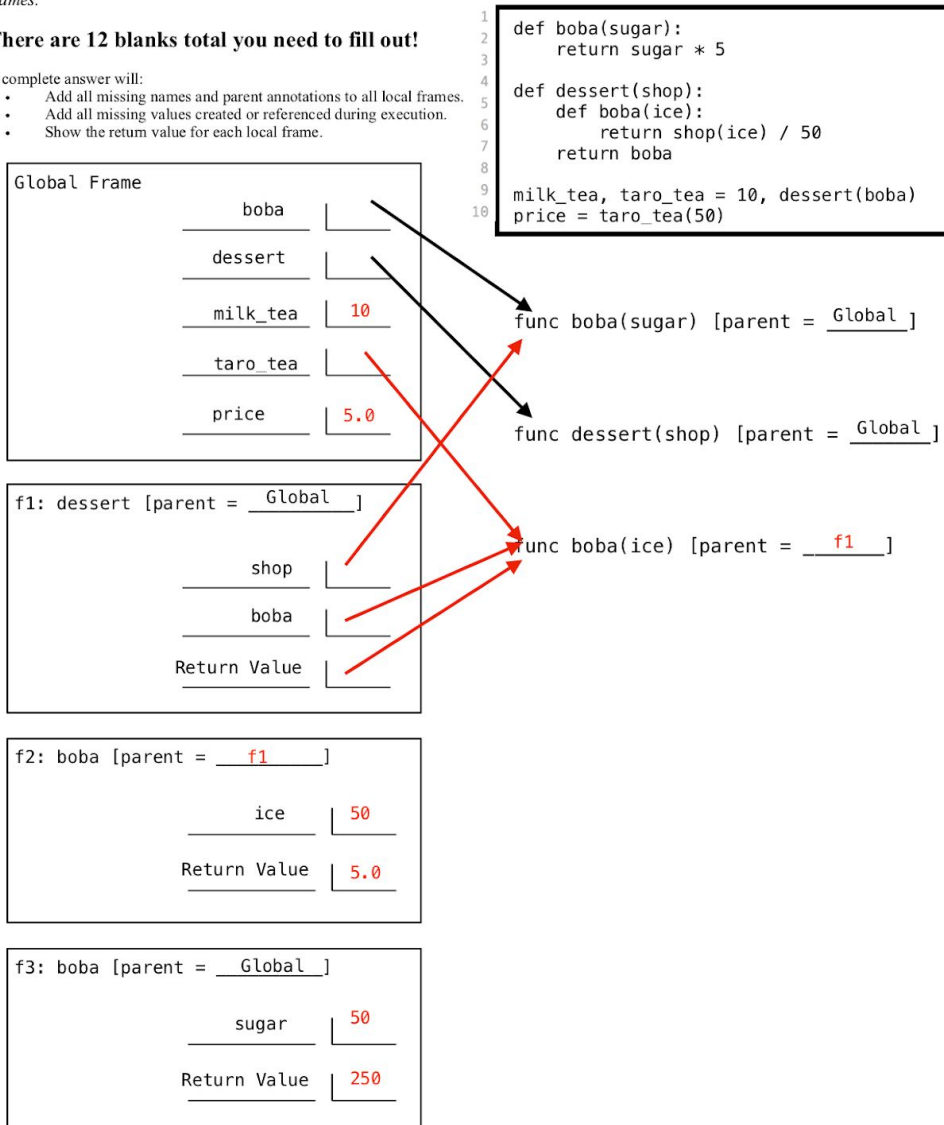 There are 12 blanks total you need to fill out!
complete answer will:
• Add all missing names and parent annotations to all local frames.
• Add all missing values created or referenced during execution.
• Show the return value for each local frame.
1
2
3
4
5
6
7
8
9
10
def boba(sugar):
return sugar * 5
def dessert(shop):
def boba(ice):
return shop(ice) / 50
return boba
milk_tea, taro_tea = 10, dessert(boba)
price = taro_tea(50)
Global Frame
boba
dessert
milk_tea 10
taro_tea
price 5.0
func boba(sugar) [parent = Global]
func dessert(shop) [parent = Global]
func boba(ice) [parent = f1]
f1: dessert [parent = Global]
shop
boba
Return Value
f2: boba [parent = f1]
ice 50
Return Value 5.0
f3: boba [parent = Global]
sugar 50
Return Value 250